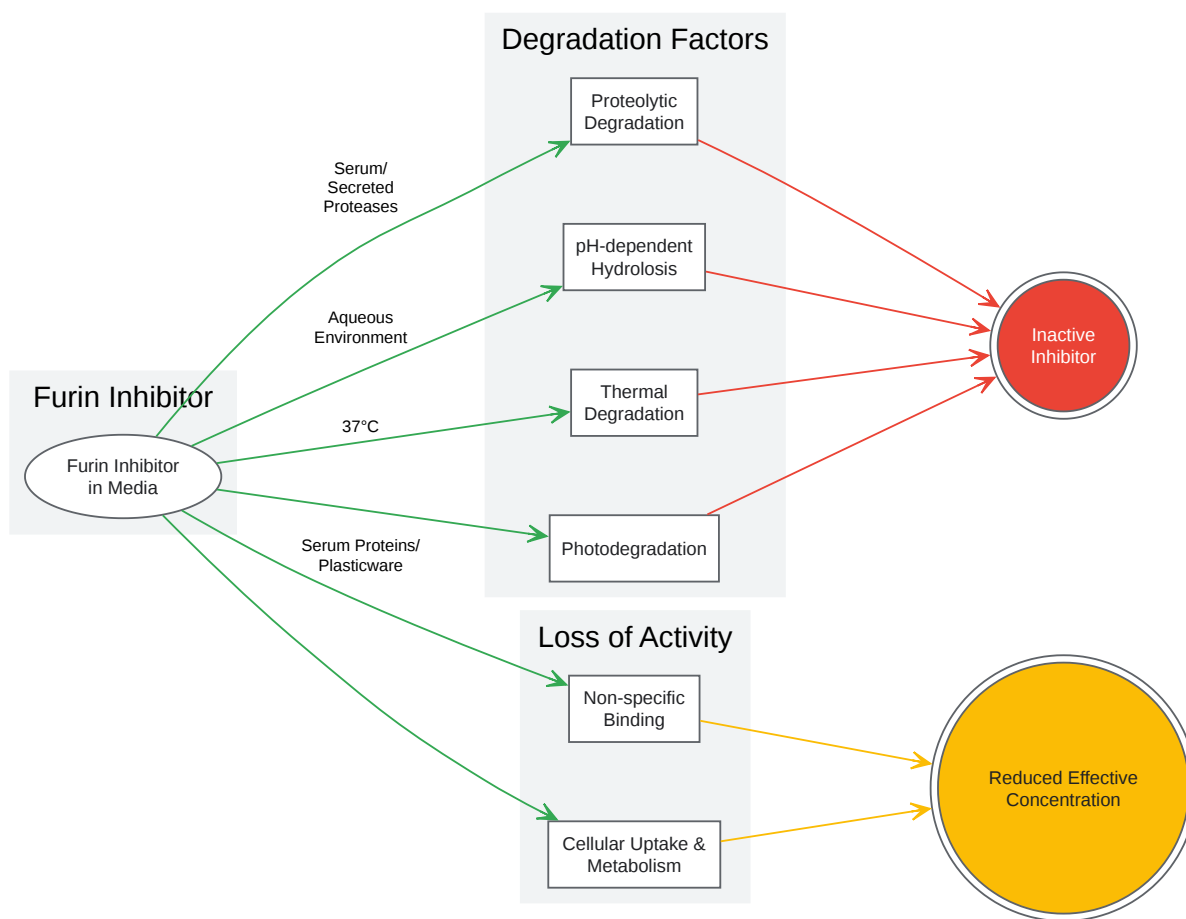 Degradation Factors
Proteolytic
Degradation
Serum/
Secreted
Proteases
pH-dependent
Hydrolosis
Aqueous
Environment
Inactive
Inhibitor
Furin Inhibitor
Thermal
Degradation
37°C
Furin Inhibitor
in Media
Photodegradation
Serum Proteins/
Plasticware
Loss of Activity
Non-specific
Binding
Reduced Effective
Concentration
Cellular Uptake &
Metabolism